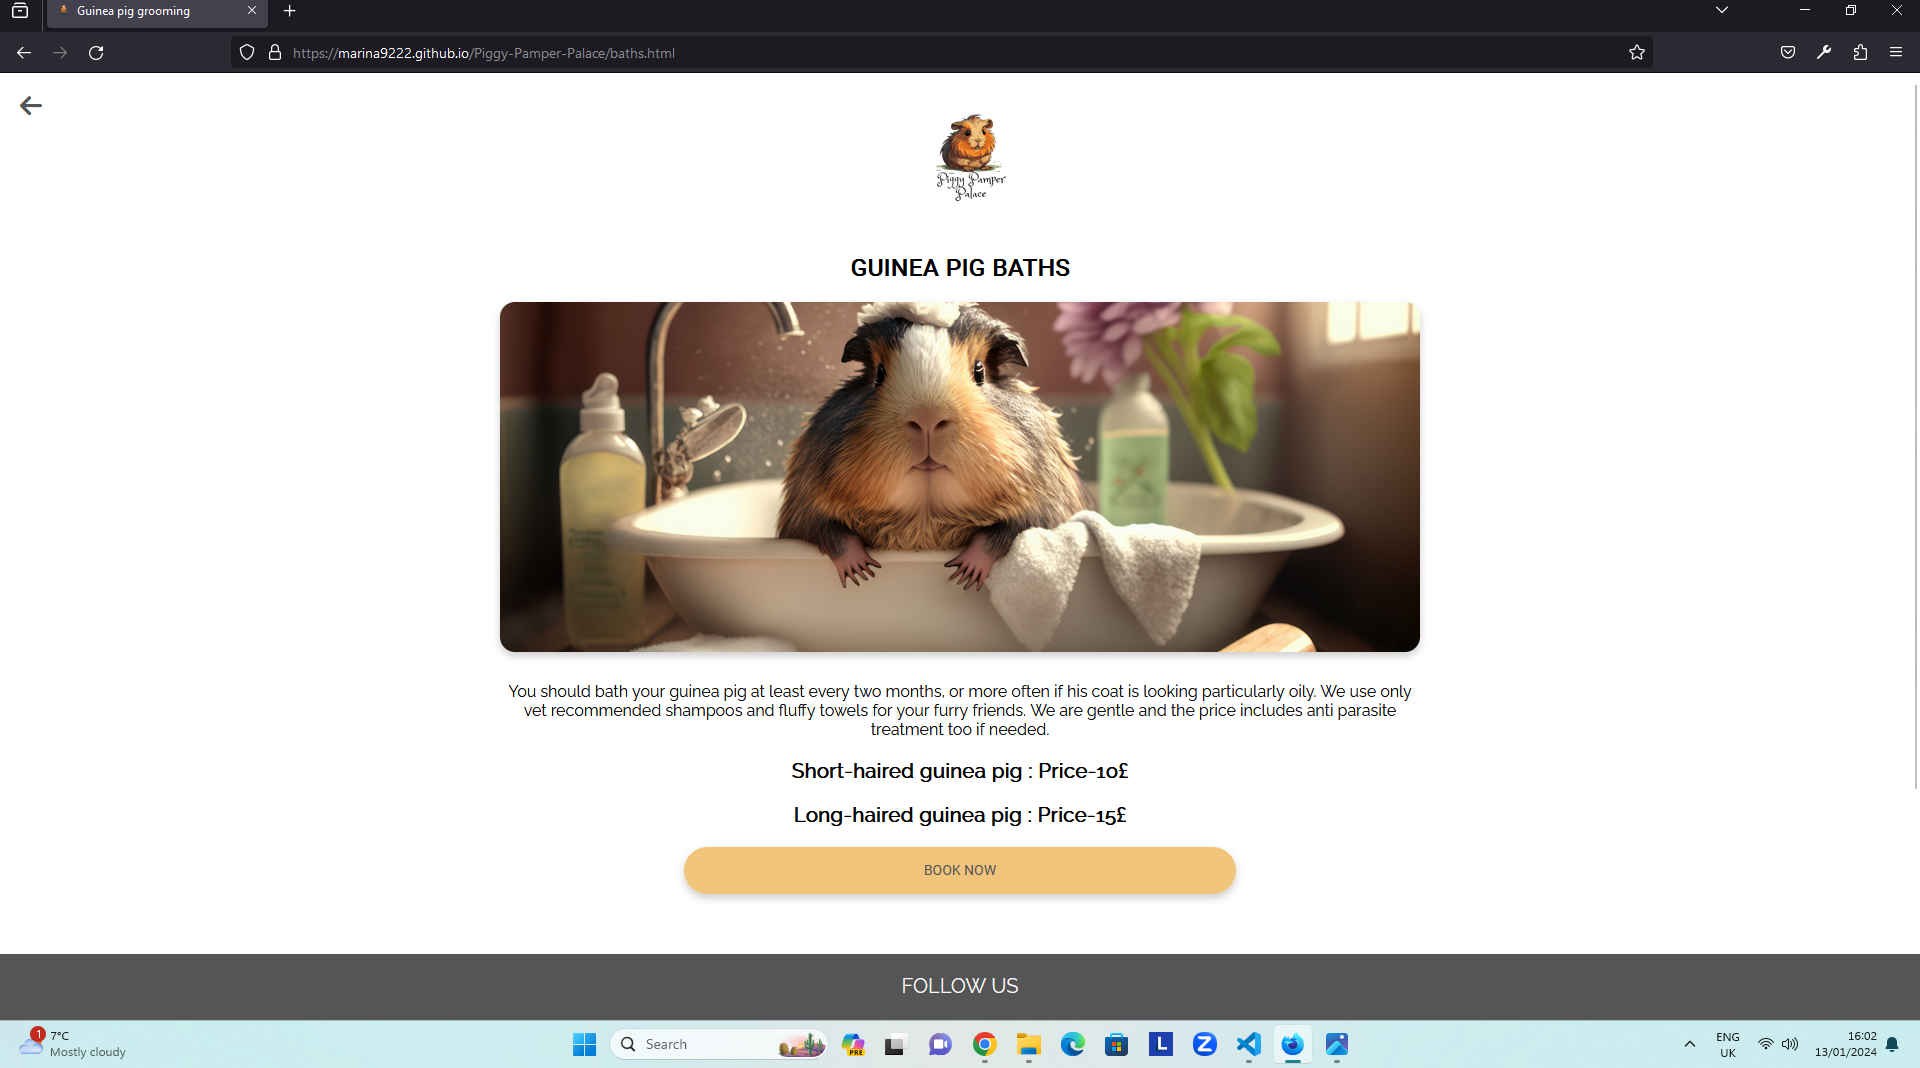 Guinea pig grooming
https://marina9222.github.io/Piggy-Pamper-Palace/baths.html
Piggy Pamper
Palace
GUINEA PIG BATHS
You should bath your guinea pig at least every two months, or more often if his coat is looking particularly oily. We use only
vet recommended shampoos and fluffy towels for your furry friends. We are gentle and the price includes anti parasite
treatment too if needed.
Short-haired guinea pig : Price-10£
Long-haired guinea pig : Price-15£
BOOK NOW
FOLLOW US
1
7°C
Mostly cloudy
Search
PRE
L
Z
ENG
UK
16:02
13/01/2024